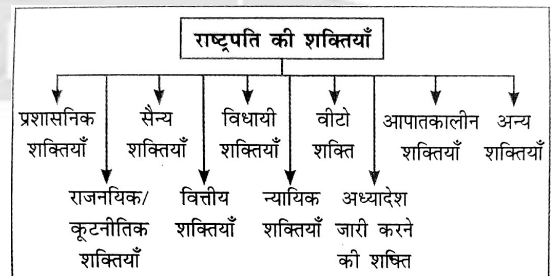 राष्ट्रपति की शक्तियाँ
प्रशासनिक सैन्य विधायी वीटो आपातकालीन अन्य
शक्तियाँ शक्तियाँ शक्तियाँ शक्ति शक्तियाँ शक्तियाँ
राजनयिक/ वित्तीय न्यायिक अध्यादेश
कूटनीतिक शक्तियाँ शक्तियाँ जारी करने
शक्तियाँ की शक्ति